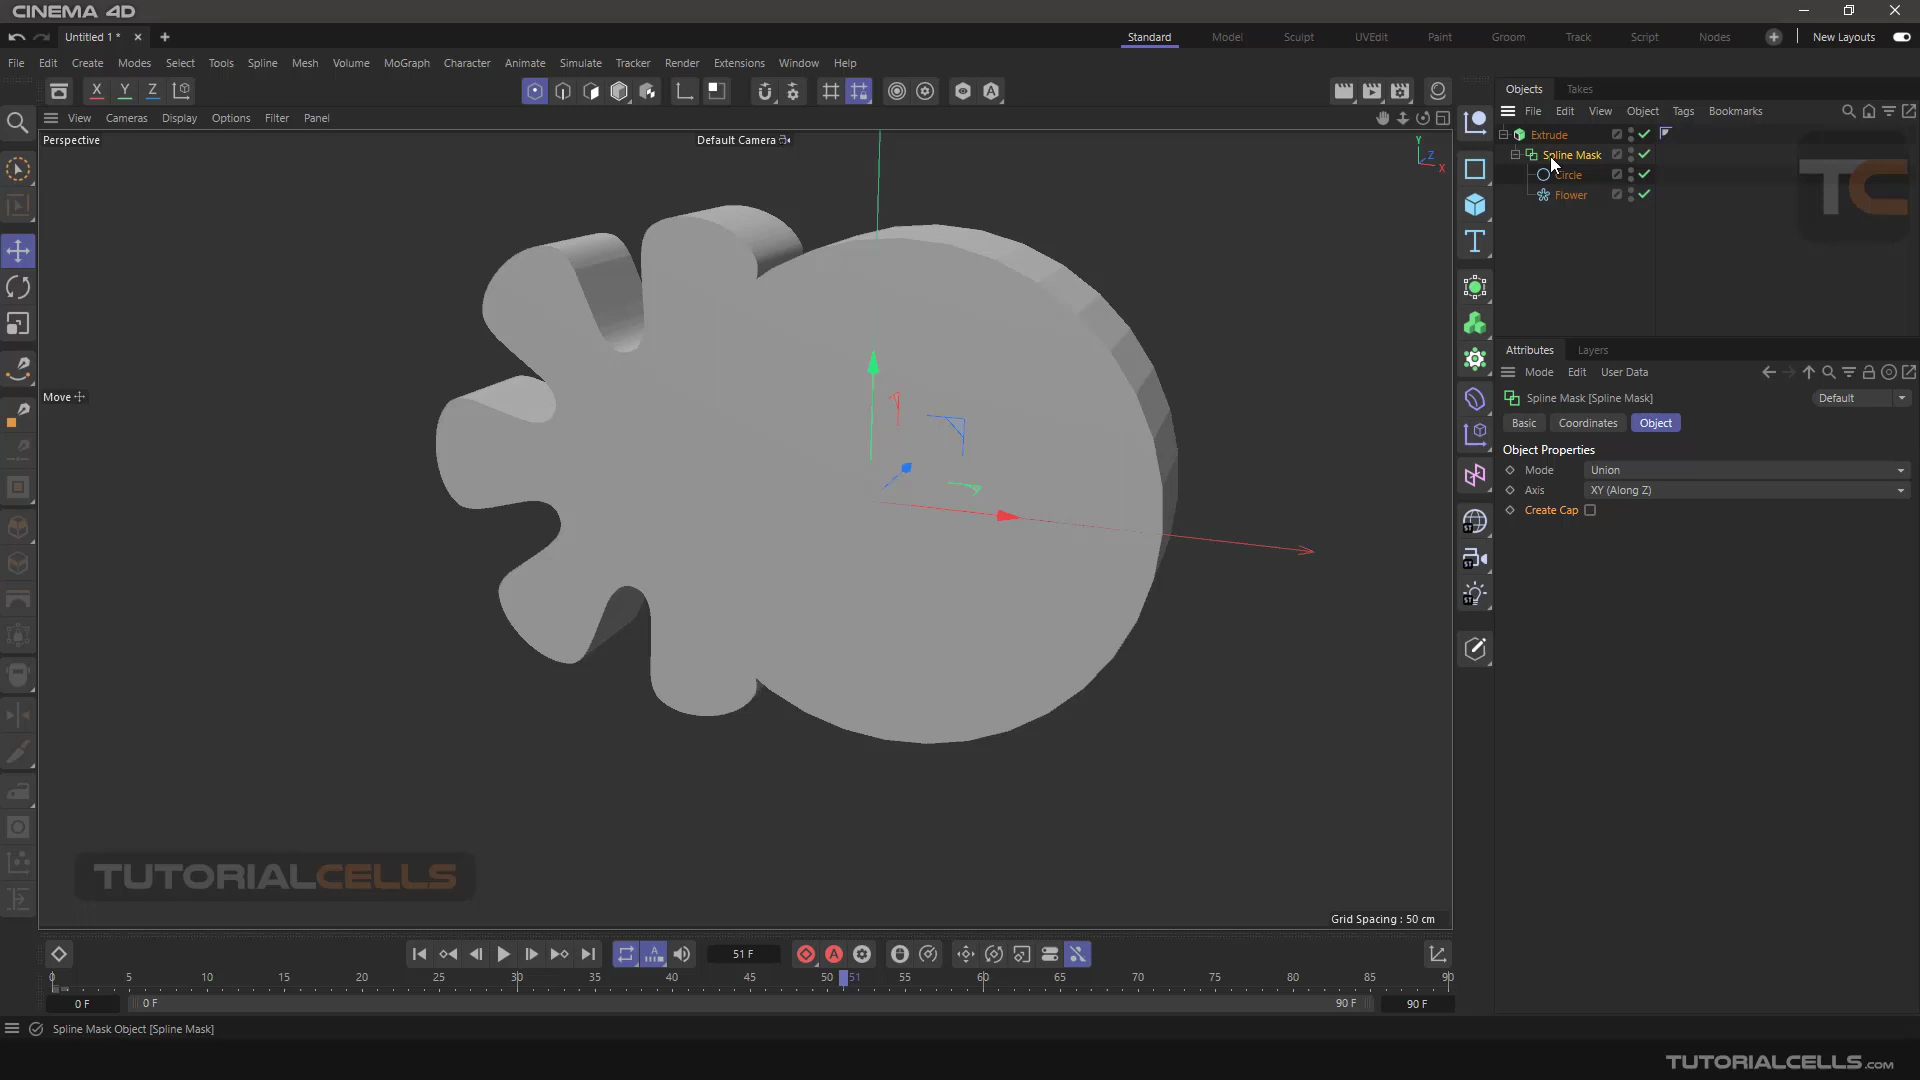 CINEMA 4D
Untitled 1 *
Standard Model Sculpt UVEdit Paint Groom Track Script Nodes New Layouts
File Edit Create Modes Select Tools Spline Mesh Volume MoGraph Character Animate Simulate Tracker Render Extensions Window Help
X Y Z
View Cameras Display Options Filter Panel
Perspective
Default Camera
Y
Z
X
Move
Grid Spacing : 50 cm
TUTORIALCELLS
Objects Takes
File Edit View Object Tags Bookmarks
Extrude
Spline Mask
Circle
Flower
TC
Attributes Layers
Mode Edit User Data
Spline Mask [Spline Mask] Default
Basic Coordinates Object
Object Properties
Mode Union
Axis XY (Along Z)
Create Cap
51 F
0 5 10 15 20 25 30 35 40 45 50 51 55 60 65 70 75 80 85 90
0 F 0 F 90 F 90 F
Spline Mask Object [Spline Mask]
TUTORIALCELLS.com